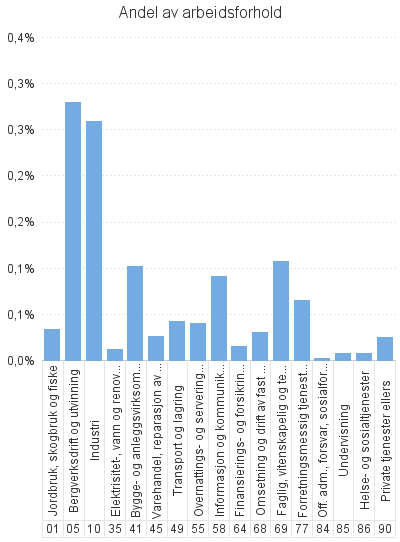 Andel av arbeidsforhold
0,4%
0,3%
0,3%
0,2%
0,2%
0,1%
0,1%
0,0%
Jordbruk, skogbruk og fiske
Bergverksdrift og utvinning
Industri
Elektrisitet-, vann og renov...
Bygge- og anleggsvirksom...
Varehandel, reparasjon av ...
Transport og lagring
Overnattings- og servering...
Informasjon og kommunik...
Finansierings- og forsikrin...
Omsetning og drift av fast ...
Faglig, vitenskapelig og te...
Forretningsmessig tjenest...
Off. adm., forsvar, sosialfor...
Undervisning
Helse- og sosialtjenester
Private tjenester ellers
01 05 10 35 41 45 49 55 58 64 68 69 77 84 85 86 90